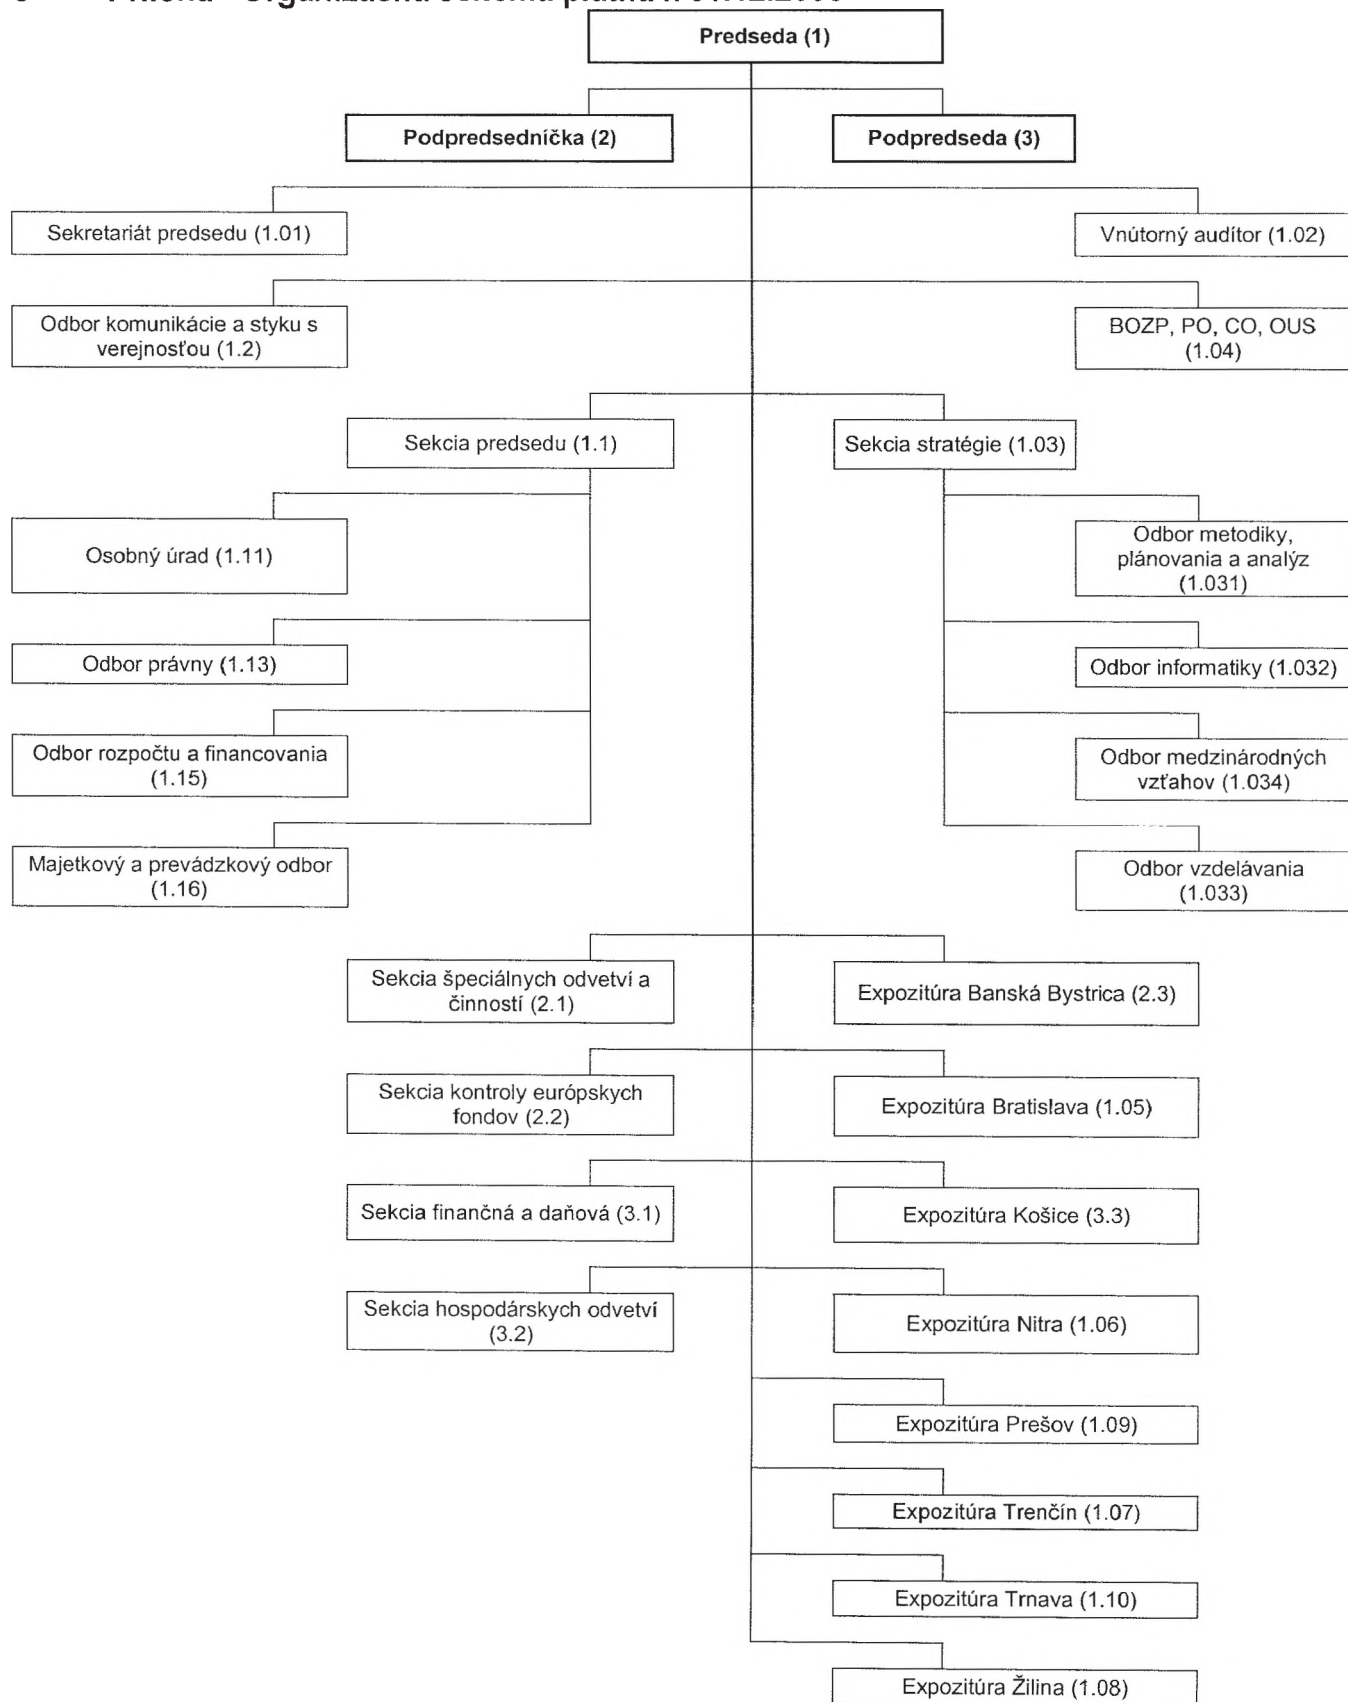 Predseda (1)
Podpredsedníčka (2)
Podpredseda (3)
Sekretariát predsedu (1.01)
Vnútorný audítor (1.02)
Odbor komunikácie a styku s
verejnosťou (1.2)
BOZP, PO, CO, OUS
(1.04)
Sekcia predsedu (1.1)
Sekcia stratégie (1.03)
Osobný úrad (1.11)
Odbor metodiky,
plánovania a analýz
(1.031)
Odbor právny (1.13)
Odbor informatiky (1.032)
Odbor rozpočtu a financovania
(1.15)
Odbor medzinárodných
vzťahov (1.034)
Majetkový a prevádzkový odbor
(1.16)
Odbor vzdelávania
(1.033)
Sekcia špeciálnych odvetví a
činností (2.1)
Expozitúra Banská Bystrica (2.3)
Sekcia kontroly európskych
fondov (2.2)
Expozitúra Bratislava (1.05)
Sekcia finančná a daňová (3.1)
Expozitúra Košice (3.3)
Sekcia hospodárskych odvetví
(3.2)
Expozitúra Nitra (1.06)
Expozitúra Prešov (1.09)
Expozitúra Trenčín (1.07)
Expozitúra Trnava (1.10)
Expozitúra Žilina (1.08)